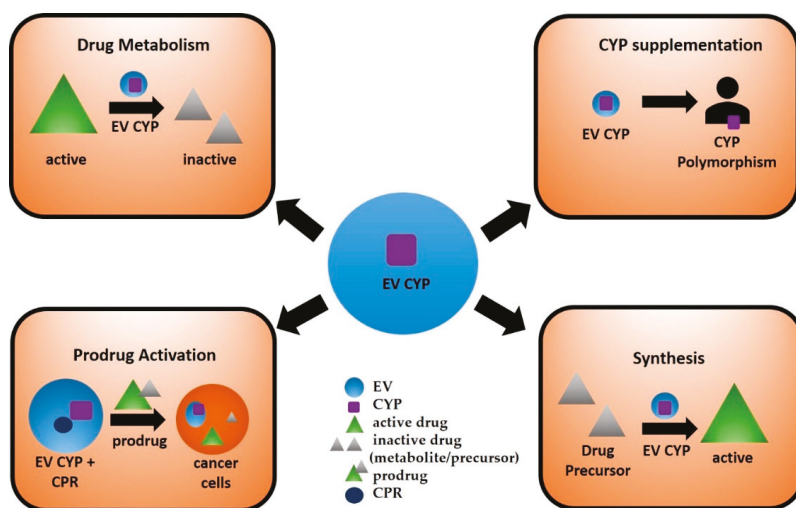 Drug Metabolism
EV CYP
active
inactive
CYP supplementation
EV CYP
CYP
Polymorphism
EV CYP
Prodrug Activation
prodrug
EV CYP +
CPR
cancer
cells
EV
CYP
active drug
inactive drug
(metabolite/precursor)
prodrug
CPR
Synthesis
Drug
Precursor
EV CYP
active